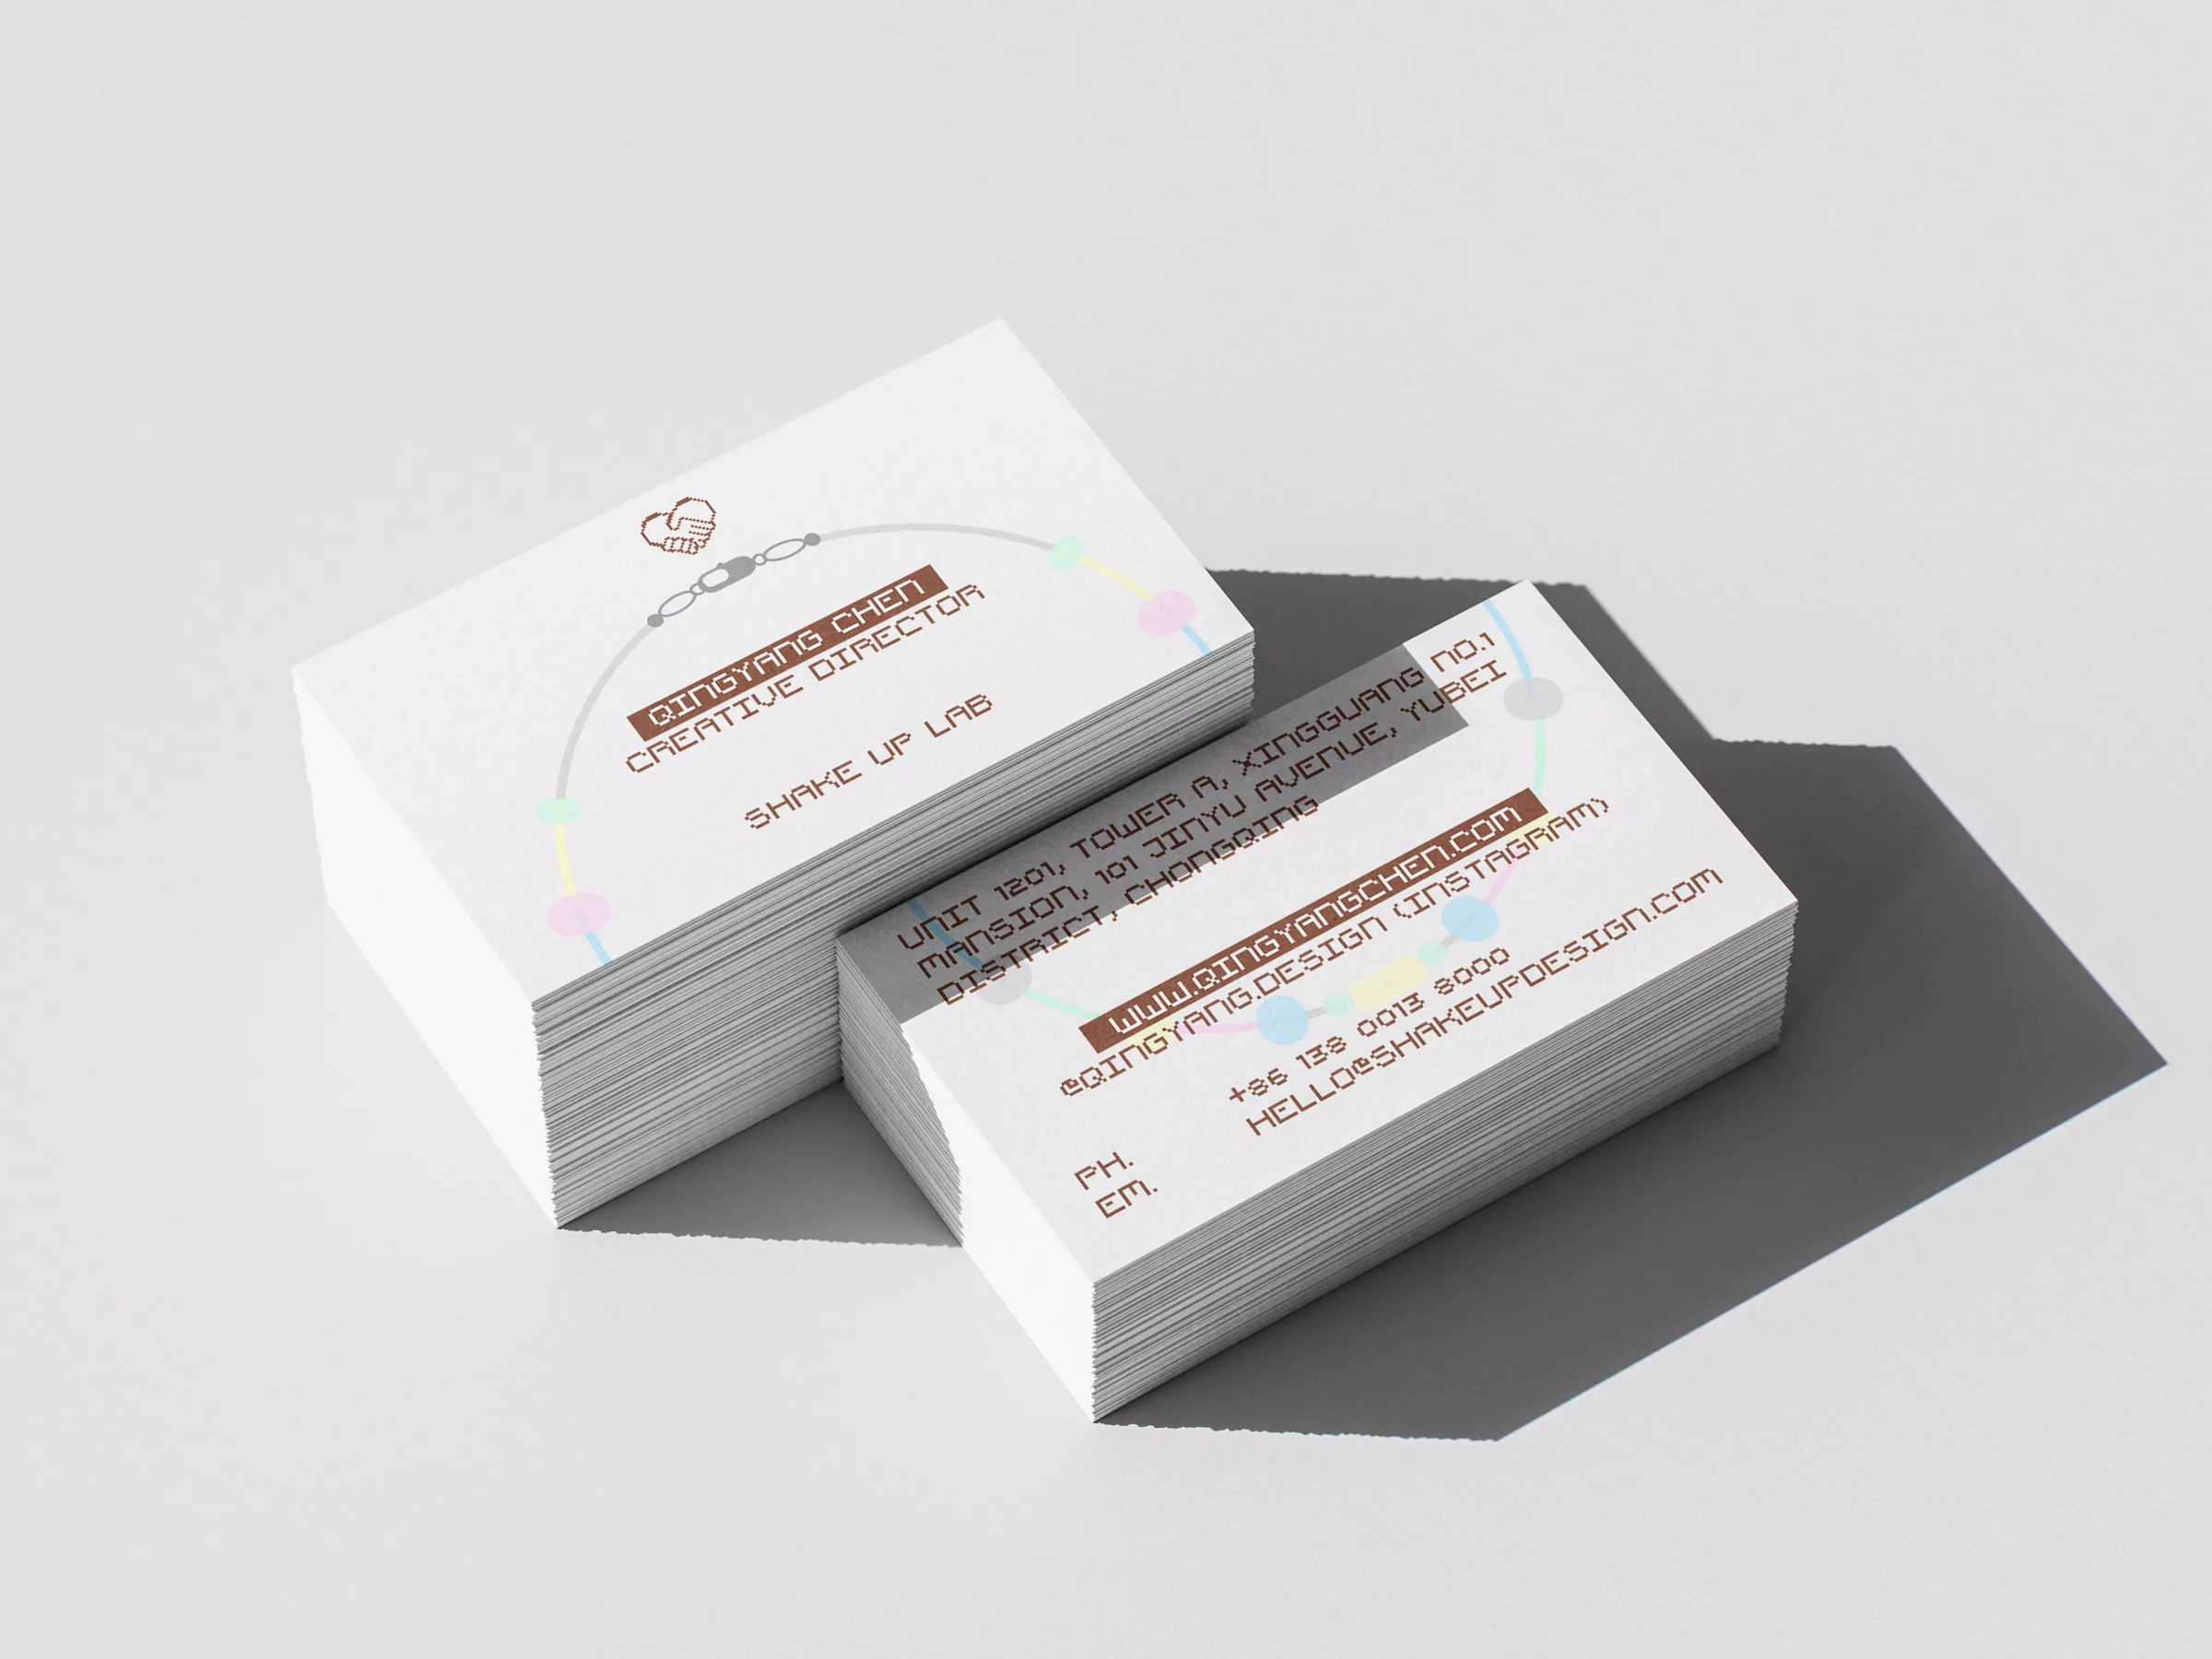 QINGYANG CHEN
CREATIVE DIRECTOR
SHAKE UP LAB
UNIT 1201, TOWER A, XINGGUANG NO.1
MANSION, 101 JINYU AVENUE, YUBEI
DISTRICT, CHONGQING
WWW.QINGYANGCHEN.COM
@QINGYANG.DESIGN (INSTAGRAM)
PH. +86 138 0013 8000
EM. HELLO@SHAKEUPDESIGN.COM